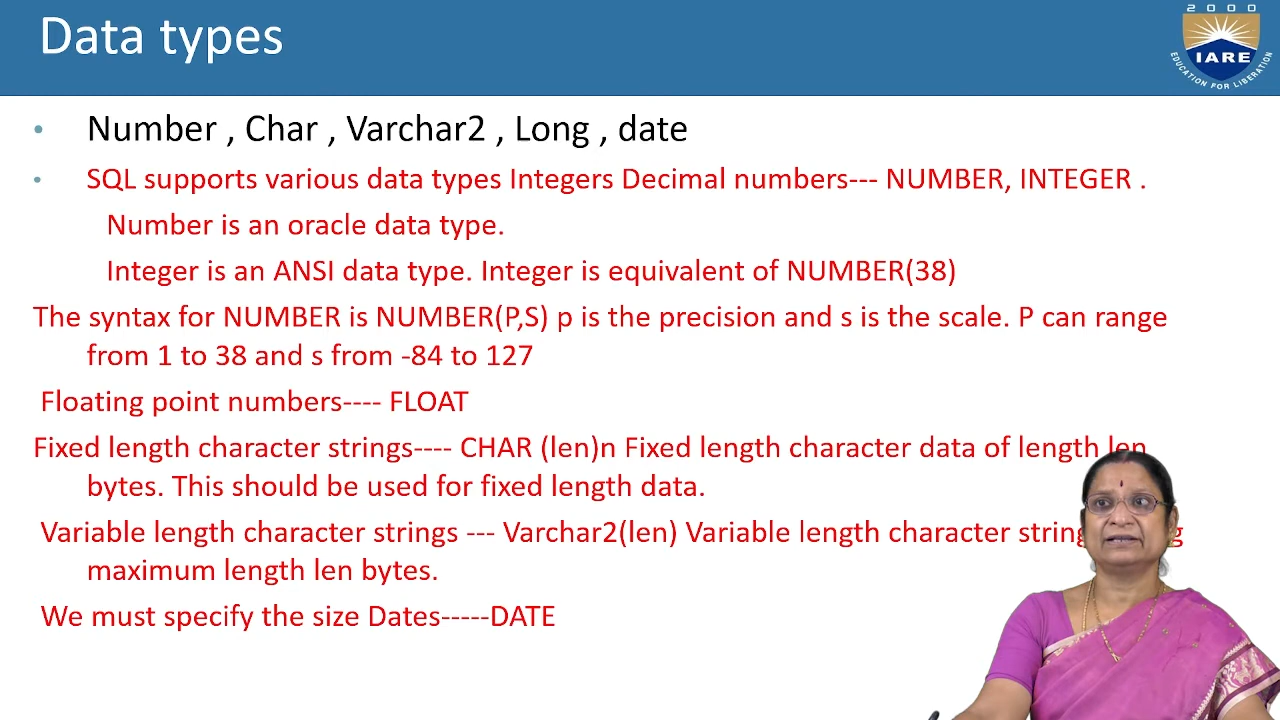 Data types
2000
IARE
EDUCATION FOR LIBERATION
• Number , Char , Varchar2 , Long , date
• SQL supports various data types Integers Decimal numbers--- NUMBER, INTEGER .
Number is an oracle data type.
Integer is an ANSI data type. Integer is equivalent of NUMBER(38)
The syntax for NUMBER is NUMBER(P,S) p is the precision and s is the scale. P can range
from 1 to 38 and s from -84 to 127
Floating point numbers---- FLOAT
Fixed length character strings---- CHAR (len)n Fixed length character data of length len
bytes. This should be used for fixed length data.
Variable length character strings --- Varchar2(len) Variable length character string
maximum length len bytes.
We must specify the size Dates-----DATE